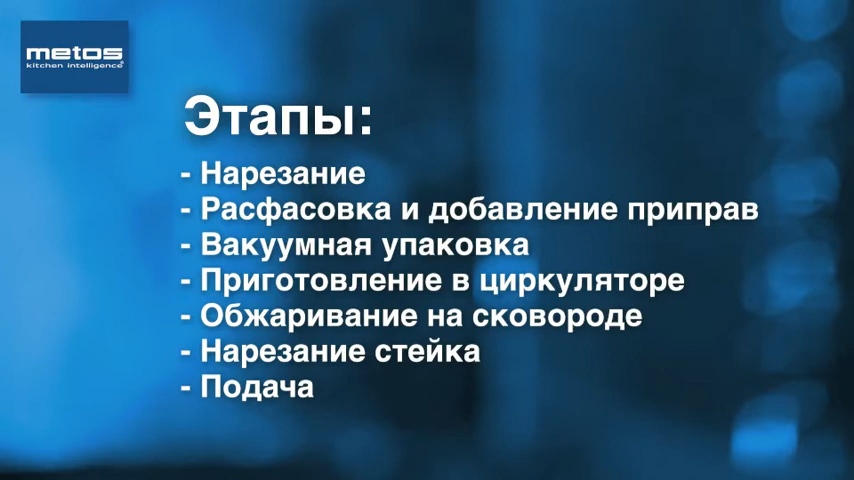 metos
kitchen intelligence®
Этапы:
- Нарезание
- Расфасовка и добавление приправ
- Вакуумная упаковка
- Приготовление в циркуляторе
- Обжаривание на сковороде
- Нарезание стейка
- Подача